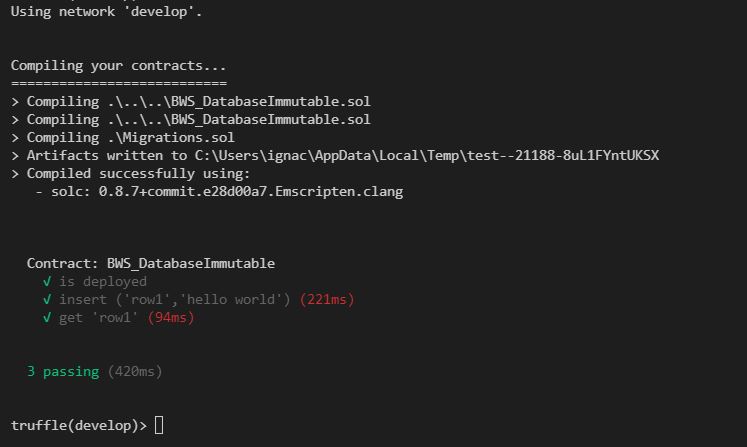 Using network 'develop'.
Compiling your contracts...
===========================
> Compiling .\..\..\BWS_DatabaseImmutable.sol
> Compiling .\..\..\BWS_DatabaseImmutable.sol
> Compiling .\Migrations.sol
> Artifacts written to C:\Users\ignac\AppData\Local\Temp\test--21188-8uL1FYntUKSX
> Compiled successfully using:
   - solc: 0.8.7+commit.e28d00a7.Emscripten.clang
Contract: BWS_DatabaseImmutable
√ is deployed
√ insert ('row1','hello world') (221ms)
√ get 'row1' (94ms)
3 passing (420ms)
truffle(develop)>